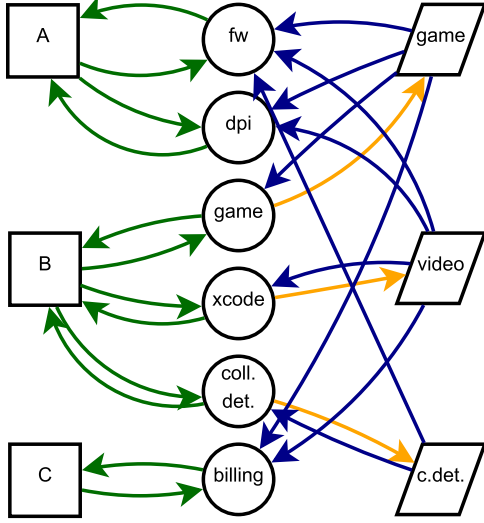 A
fw
game
dpi
game
B
video
xcode
coll.
det.
C
billing
c.det.